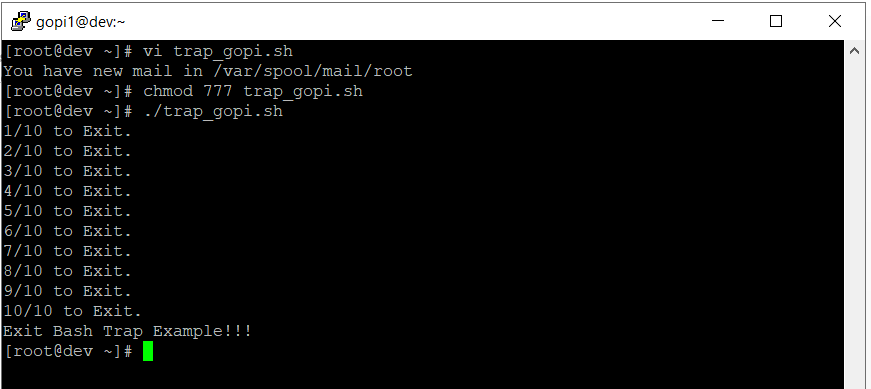 gopi1@dev:~
[root@dev ~]# vi trap_gopi.sh
You have new mail in /var/spool/mail/root
[root@dev ~]# chmod 777 trap_gopi.sh
[root@dev ~]# ./trap_gopi.sh
1/10 to Exit.
2/10 to Exit.
3/10 to Exit.
4/10 to Exit.
5/10 to Exit.
6/10 to Exit.
7/10 to Exit.
8/10 to Exit.
9/10 to Exit.
10/10 to Exit.
Exit Bash Trap Example!!!
[root@dev ~]#